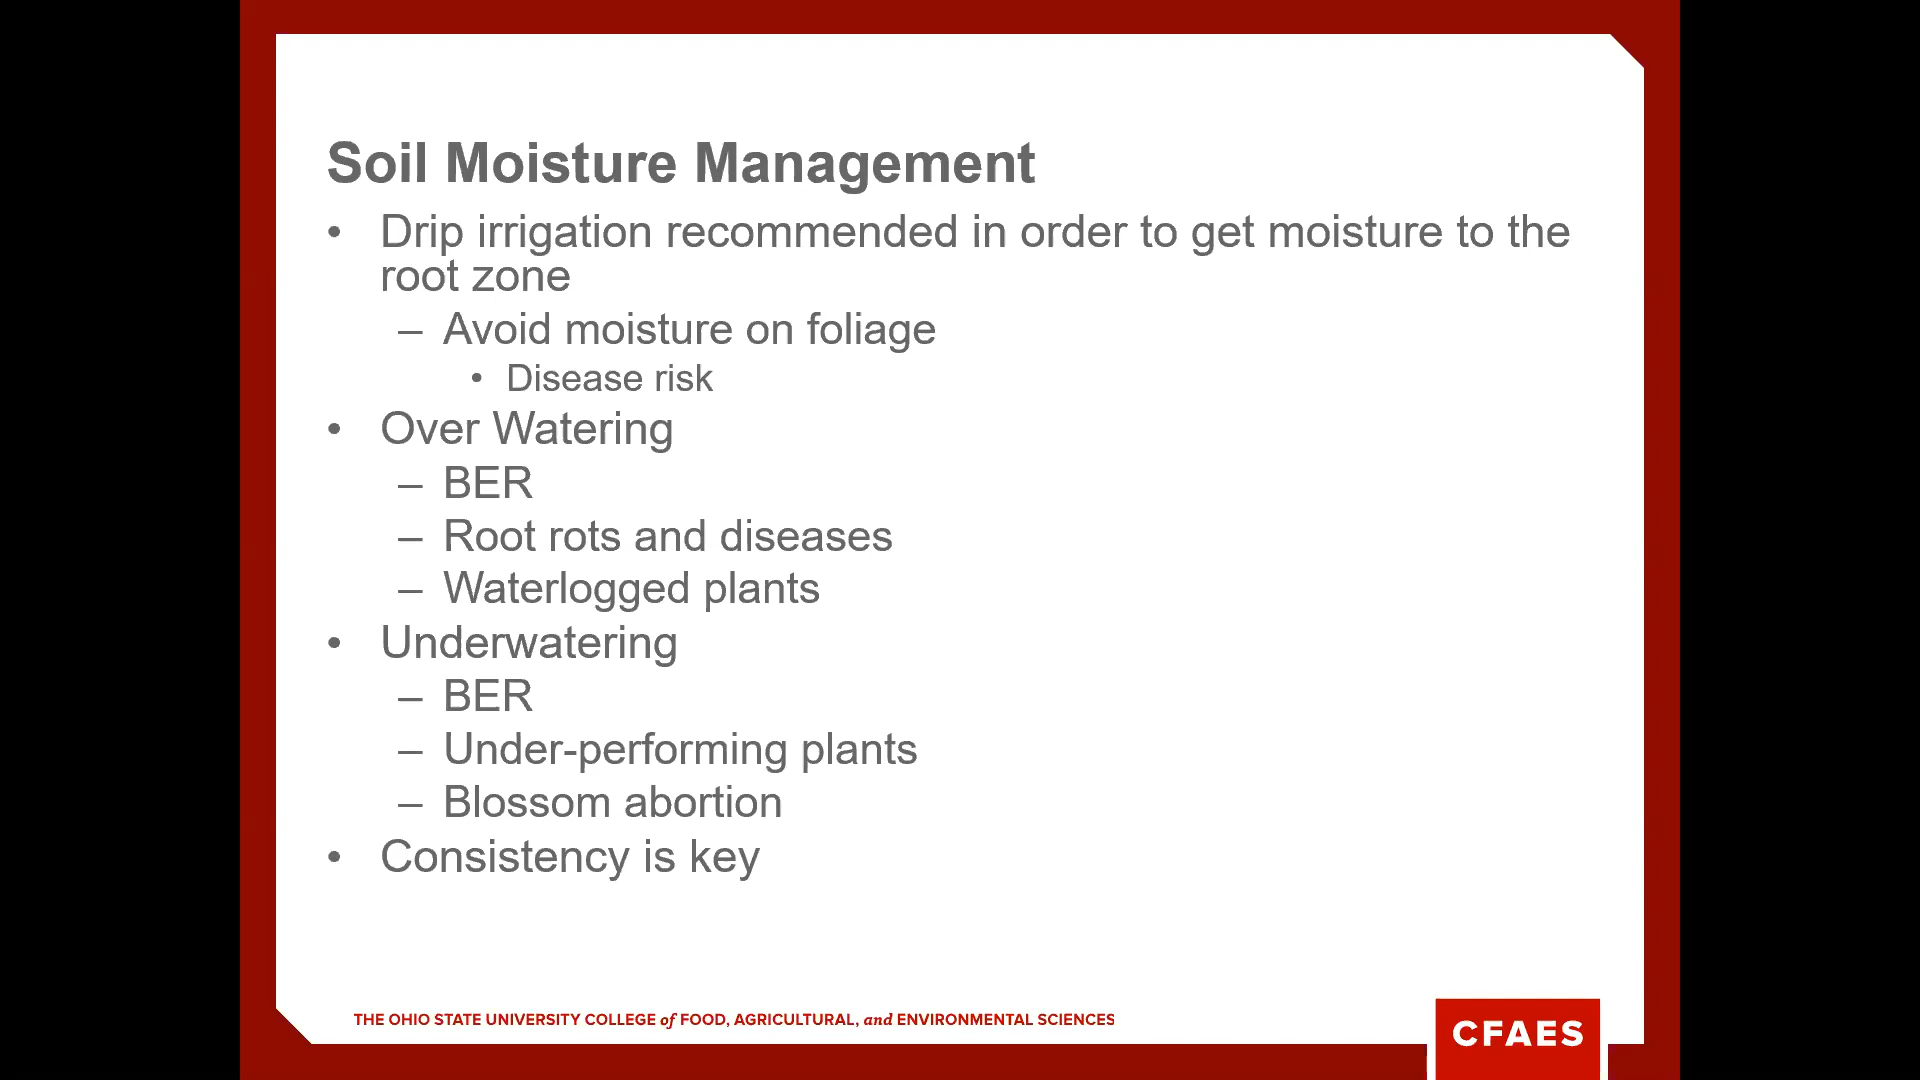 Soil Moisture Management
• Drip irrigation recommended in order to get moisture to the
root zone
– Avoid moisture on foliage
• Disease risk
• Over Watering
– BER
– Root rots and diseases
– Waterlogged plants
• Underwatering
– BER
– Under-performing plants
– Blossom abortion
• Consistency is key
THE OHIO STATE UNIVERSITY COLLEGE of FOOD, AGRICULTURAL, and ENVIRONMENTAL SCIENCES
CFAES